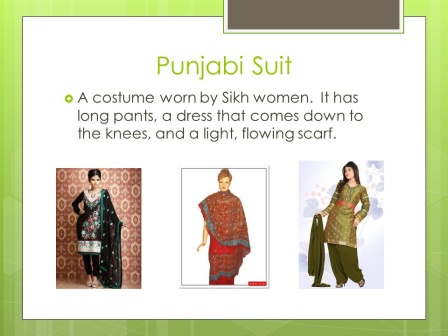 Punjabi Suit
A costume worn by Sikh women.  It has
long pants, a dress that comes down to
the knees, and a light, flowing scarf.